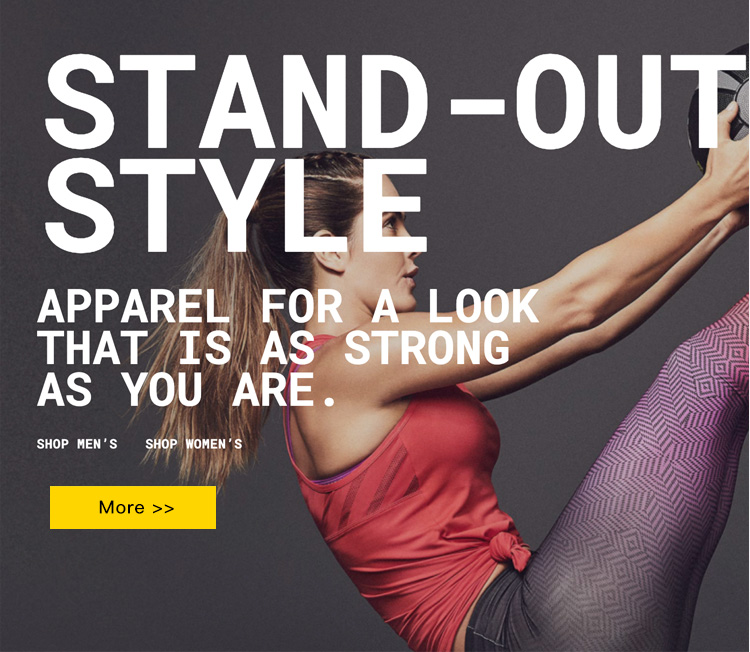 STAND-OUT
STYLE
APPAREL FOR A LOOK
THAT IS AS STRONG
AS YOU ARE.
SHOP MEN'S SHOP WOMEN'S
More >>